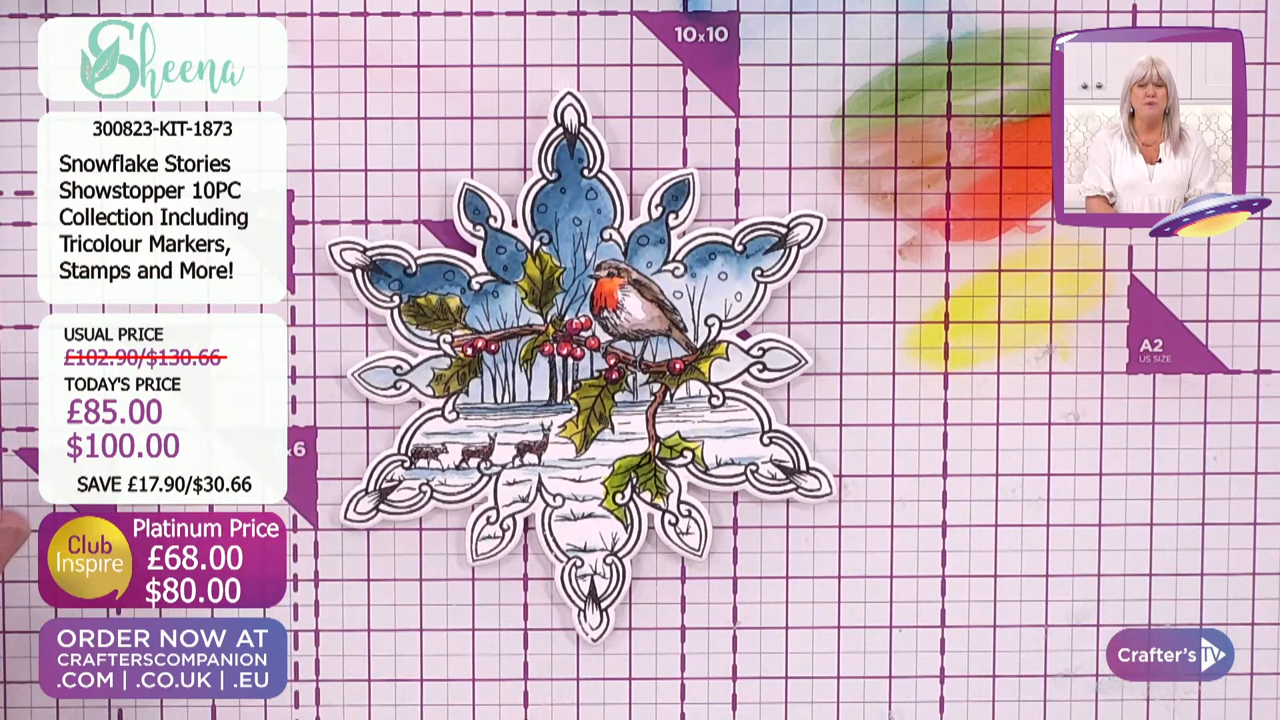 Sheena
300823-KIT-1873
Snowflake Stories
Showstopper 10PC
Collection Including
Tricolour Markers,
Stamps and More!
USUAL PRICE
£102.90/$130.66
TODAY'S PRICE
£85.00
$100.00
SAVE £17.90/$30.66
Club
Inspire
Platinum Price
£68.00
$80.00
ORDER NOW AT
CRAFTERSCOMPANION
.COM | .CO.UK | .EU
10x10
A2
US SIZE
x6
Crafter's TV